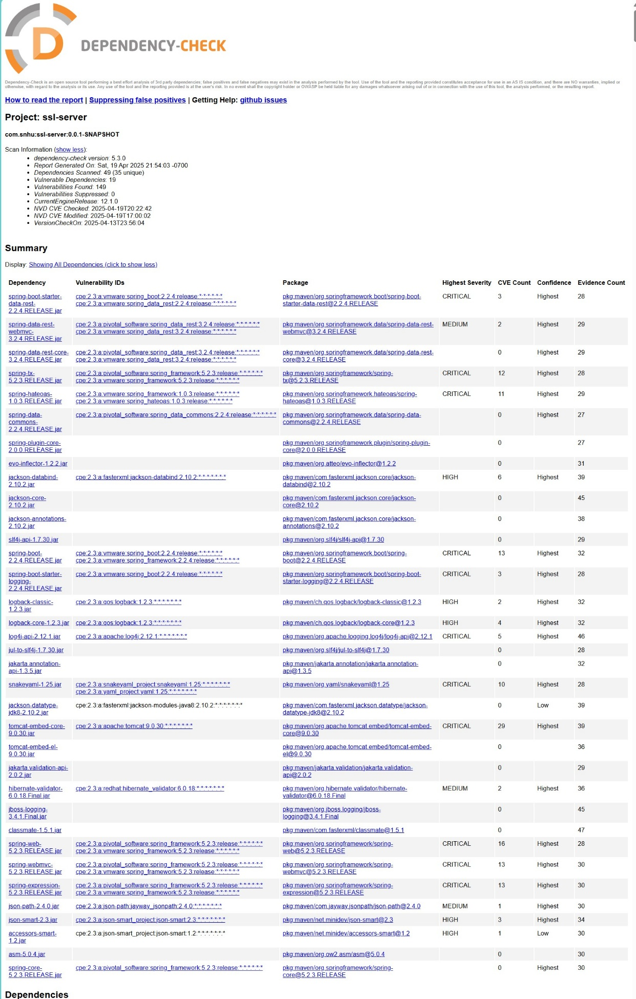 D
DEPENDENCY-CHECK
Dependency-Check is an open source tool performing a best effort analysis of 3rd party dependencies; false positives and false negatives may exist in the analysis performed by the tool. Use of the tool and the reporting provided constitutes acceptance for use in an AS IS condition, and there are NO warranties, implied or
otherwise, with regard to the analysis or its use. Any use of the tool and the reporting provided is at the user's risk. In no event shall the copyright holder or OWASP be held liable for any damages whatsoever arising out of or in connection with the use of this tool, the analysis performed, or the resulting report.
How to read the report | Suppressing false positives | Getting Help: github issues
Project: ssl-server
com.snhu:ssl-server:0.0.1-SNAPSHOT
Scan Information (show less):
• dependency-check version: 5.3.0
• Report Generated On: Sat, 19 Apr 2025 21:54:03 -0700
• Dependencies Scanned: 49 (35 unique)
• Vulnerable Dependencies: 19
• Vulnerabilities Found: 149
• Vulnerabilities Suppressed: 0
• CurrentEngineRelease: 12.1.0
• NVD CVE Checked: 2025-04-19T20:22:42
• NVD CVE Modified: 2025-04-19T17:00:02
• VersionCheckOn: 2025-04-13T23:56:04
Summary
Display: Showing All Dependencies (click to show less)
Dependency Vulnerability IDs Package Highest Severity CVE Count Confidence Evidence Count
spring-boot-starter- cpe:2.3:a:vmware:spring_boot:2.2.4:release:*:*:*:*:*:* pkg:maven/org.springframework.boot/spring-boot- CRITICAL 3 Highest 28
data-rest- cpe:2.3:a:vmware:spring_data_rest:2.2.4:release:*:*:*:*:*:* starter-data-rest@2.2.4.RELEASE
2.2.4.RELEASE.jar
spring-data-rest- cpe:2.3:a:pivotal_software:spring_data_rest:3.2.4:release:*:*:*:*:*:* pkg:maven/org.springframework.data/spring-data-rest- MEDIUM 2 Highest 29
webmvc- cpe:2.3:a:vmware:spring_data_rest:3.2.4:release:*:*:*:*:*:* webmvc@3.2.4.RELEASE
3.2.4.RELEASE.jar
spring-data-rest-core- cpe:2.3:a:pivotal_software:spring_data_rest:3.2.4:release:*:*:*:*:*:* pkg:maven/org.springframework.data/spring-data-rest- 0 Highest 29
3.2.4.RELEASE.jar cpe:2.3:a:vmware:spring_data_rest:3.2.4:release:*:*:*:*:*:* core@3.2.4.RELEASE
spring-tx- cpe:2.3:a:pivotal_software:spring_framework:5.2.3:release:*:*:*:*:*:* pkg:maven/org.springframework/spring- CRITICAL 12 Highest 28
5.2.3.RELEASE.jar cpe:2.3:a:vmware:spring_framework:5.2.3:release:*:*:*:*:*:* tx@5.2.3.RELEASE
spring-hateoas- cpe:2.3:a:vmware:spring_framework:1.0.3:release:*:*:*:*:*:* pkg:maven/org.springframework.hateoas/spring- CRITICAL 11 Highest 29
1.0.3.RELEASE.jar cpe:2.3:a:vmware:spring_hateoas:1.0.3:release:*:*:*:*:*:* hateoas@1.0.3.RELEASE
spring-data- cpe:2.3:a:pivotal_software:spring_data_commons:2.2.4:release:*:*:*:*:*:* pkg:maven/org.springframework.data/spring-data- 0 Highest 27
commons- commons@2.2.4.RELEASE
2.2.4.RELEASE.jar
spring-plugin-core- pkg:maven/org.springframework.plugin/spring-plugin- 0 27
2.0.0.RELEASE.jar core@2.0.0.RELEASE
evo-inflector-1.2.2.jar pkg:maven/org.atteo/evo-inflector@1.2.2 0 31
jackson-databind- cpe:2.3:a:fasterxml:jackson-databind:2.10.2:*:*:*:*:*:*:* pkg:maven/com.fasterxml.jackson.core/jackson- HIGH 6 Highest 39
2.10.2.jar databind@2.10.2
jackson-core- pkg:maven/com.fasterxml.jackson.core/jackson- 0 45
2.10.2.jar core@2.10.2
jackson-annotations- pkg:maven/com.fasterxml.jackson.core/jackson- 0 38
2.10.2.jar annotations@2.10.2
slf4j-api-1.7.30.jar pkg:maven/org.slf4j/slf4j-api@1.7.30 0 29
spring-boot- cpe:2.3:a:vmware:spring_boot:2.2.4:release:*:*:*:*:*:* pkg:maven/org.springframework.boot/spring- CRITICAL 13 Highest 32
2.2.4.RELEASE.jar cpe:2.3:a:vmware:spring_framework:2.2.4:release:*:*:*:*:*:* boot@2.2.4.RELEASE
spring-boot-starter- cpe:2.3:a:vmware:spring_boot:2.2.4:release:*:*:*:*:*:* pkg:maven/org.springframework.boot/spring-boot- CRITICAL 3 Highest 28
logging- starter-logging@2.2.4.RELEASE
2.2.4.RELEASE.jar
logback-classic- cpe:2.3:a:qos:logback:1.2.3:*:*:*:*:*:*:* pkg:maven/ch.qos.logback/logback-classic@1.2.3 HIGH 2 Highest 32
1.2.3.jar
logback-core-1.2.3.jar cpe:2.3:a:qos:logback:1.2.3:*:*:*:*:*:*:* pkg:maven/ch.qos.logback/logback-core@1.2.3 HIGH 4 Highest 32
log4j-api-2.12.1.jar cpe:2.3:a:apache:log4j:2.12.1:*:*:*:*:*:*:* pkg:maven/org.apache.logging.log4j/log4j-api@2.12.1 CRITICAL 5 Highest 46
jul-to-slf4j-1.7.30.jar pkg:maven/org.slf4j/jul-to-slf4j@1.7.30 0 28
jakarta.annotation- pkg:maven/jakarta.annotation/jakarta.annotation- 0 32
api-1.3.5.jar api@1.3.5
snakeyaml-1.25.jar cpe:2.3:a:snakeyaml_project:snakeyaml:1.25:*:*:*:*:*:*:* pkg:maven/org.yaml/snakeyaml@1.25 CRITICAL 10 Highest 28
cpe:2.3:a:yaml_project:yaml:1.25:*:*:*:*:*:*:*
jackson-datatype- cpe:2.3:a:fasterxml:jackson-modules-java8:2.10.2:*:*:*:*:*:*:* pkg:maven/com.fasterxml.jackson.datatype/jackson- 0 Low 39
jdk8-2.10.2.jar datatype-jdk8@2.10.2
tomcat-embed-core- cpe:2.3:a:apache:tomcat:9.0.30:*:*:*:*:*:*:* pkg:maven/org.apache.tomcat.embed/tomcat-embed- CRITICAL 29 Highest 39
9.0.30.jar core@9.0.30
tomcat-embed-el- pkg:maven/org.apache.tomcat.embed/tomcat-embed- 0 36
9.0.30.jar el@9.0.30
jakarta.validation-api- pkg:maven/jakarta.validation/jakarta.validation- 0 29
2.0.2.jar api@2.0.2
hibernate-validator- cpe:2.3:a:redhat:hibernate_validator:6.0.18:*:*:*:*:*:*:* pkg:maven/org.hibernate.validator/hibernate- MEDIUM 2 Highest 36
6.0.18.Final.jar validator@6.0.18.Final
jboss-logging- pkg:maven/org.jboss.logging/jboss- 0 45
3.4.1.Final.jar logging@3.4.1.Final
classmate-1.5.1.jar pkg:maven/com.fasterxml/classmate@1.5.1 0 47
spring-web- cpe:2.3:a:pivotal_software:spring_framework:5.2.3:release:*:*:*:*:*:* pkg:maven/org.springframework/spring- CRITICAL 16 Highest 28
5.2.3.RELEASE.jar cpe:2.3:a:vmware:spring_framework:5.2.3:release:*:*:*:*:*:* web@5.2.3.RELEASE
spring-webmvc- cpe:2.3:a:pivotal_software:spring_framework:5.2.3:release:*:*:*:*:*:* pkg:maven/org.springframework/spring- CRITICAL 13 Highest 30
5.2.3.RELEASE.jar cpe:2.3:a:vmware:spring_framework:5.2.3:release:*:*:*:*:*:* webmvc@5.2.3.RELEASE
spring-expression- cpe:2.3:a:pivotal_software:spring_framework:5.2.3:release:*:*:*:*:*:* pkg:maven/org.springframework/spring- CRITICAL 13 Highest 30
5.2.3.RELEASE.jar cpe:2.3:a:vmware:spring_framework:5.2.3:release:*:*:*:*:*:* expression@5.2.3.RELEASE
json-path-2.4.0.jar cpe:2.3:a:json-path:jayway_jsonpath:2.4.0:*:*:*:*:*:*:* pkg:maven/com.jayway.jsonpath/json-path@2.4.0 MEDIUM 1 Highest 30
json-smart-2.3.jar cpe:2.3:a:json-smart_project:json-smart:2.3:*:*:*:*:*:*:* pkg:maven/net.minidev/json-smart@2.3 HIGH 3 Highest 34
accessors-smart- cpe:2.3:a:json-smart_project:json-smart:1.2:*:*:*:*:*:*:* pkg:maven/net.minidev/accessors-smart@1.2 HIGH 1 Low 30
1.2.jar
asm-5.0.4.jar pkg:maven/org.ow2.asm/asm@5.0.4 0 30
spring-core- cpe:2.3:a:pivotal_software:spring_framework:5.2.3:release:*:*:*:*:*:* pkg:maven/org.springframework/spring- 0 Highest 30
5.2.3.RELEASE.jar core@5.2.3.RELEASE
Dependencies